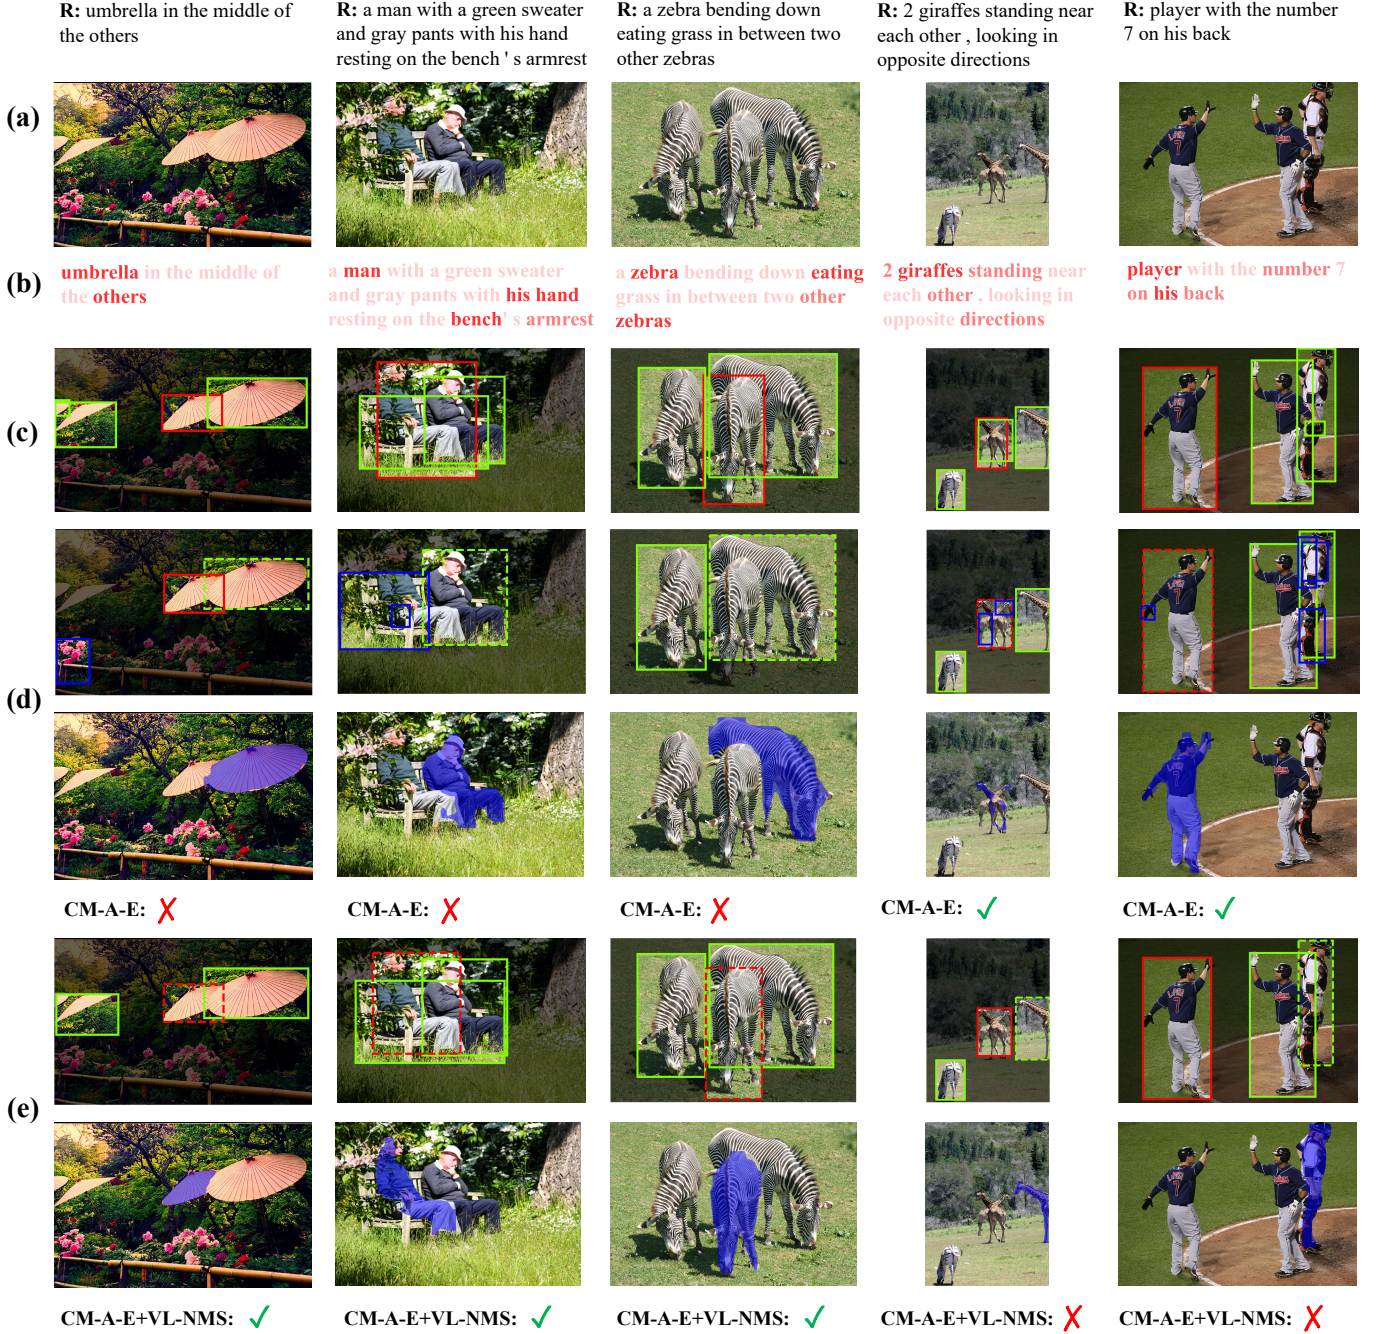 R: umbrella in the middle of
the others
R: a man with a green sweater
and gray pants with his hand
resting on the bench ' s armrest
R: a zebra bending down
eating grass in between two
other zebras
R: 2 giraffes standing near
each other , looking in
opposite directions
R: player with the number
7 on his back
(a)
7
(b)
umbrella in the middle of
the others
a man with a green sweater
and gray pants with his hand
resting on the bench' s armrest
a zebra bending down eating
grass in between two other
zebras
2 giraffes standing near
each other , looking in
opposite directions
player with the number 7
on his back
(c)
7
(d)
7
7
CM-A-E: ✗
CM-A-E: ✗
CM-A-E: ✗
CM-A-E: ✓
CM-A-E: ✓
(e)
7
7
CM-A-E+VL-NMS: ✓
CM-A-E+VL-NMS: ✓
CM-A-E+VL-NMS: ✓
CM-A-E+VL-NMS: ✗
CM-A-E+VL-NMS: ✗